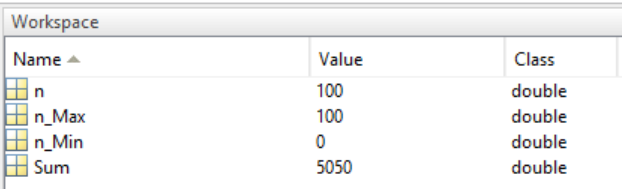 Workspace
Name Value Class
n 100 double
n_Max 100 double
n_Min 0 double
Sum 5050 double